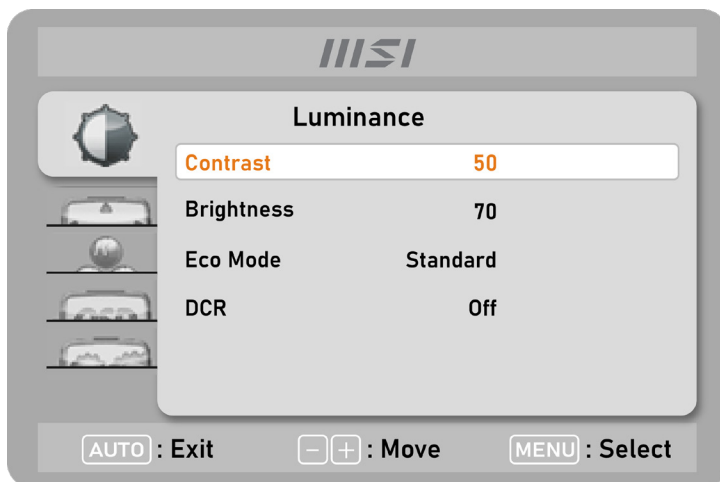 msi
Luminance
Contrast 50
Brightness 70
Eco Mode Standard
DCR Off
AUTO : Exit - + : Move MENU : Select